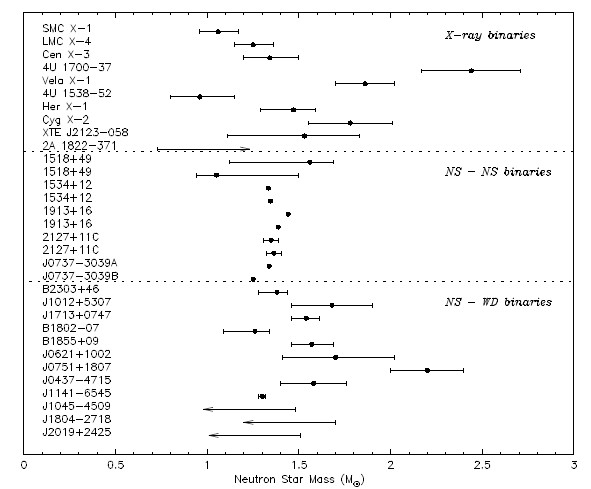 SMC X-1
X-ray binaries
LMC X-4
Cen X-3
4U 1700-37
Vela X-1
4U 1538-52
Her X-1
Cyg X-2
XTE J2123-058
2A 1822-371
1518+49
1518+49
NS - NS binaries
1534+12
1534+12
1913+16
1913+16
2127+11C
2127+11C
J0737-3039A
J0737-3039B
B2303+46
J1012+5307
NS - WD binaries
J1713+0747
B1802-07
B1855+09
J0621+1002
J0751+1807
J0437-4715
J1141-6545
J1045-4509
J1804-2718
J2019+2425
0 0.5 1 1.5 2 2.5 3
Neutron Star Mass (M⊙)